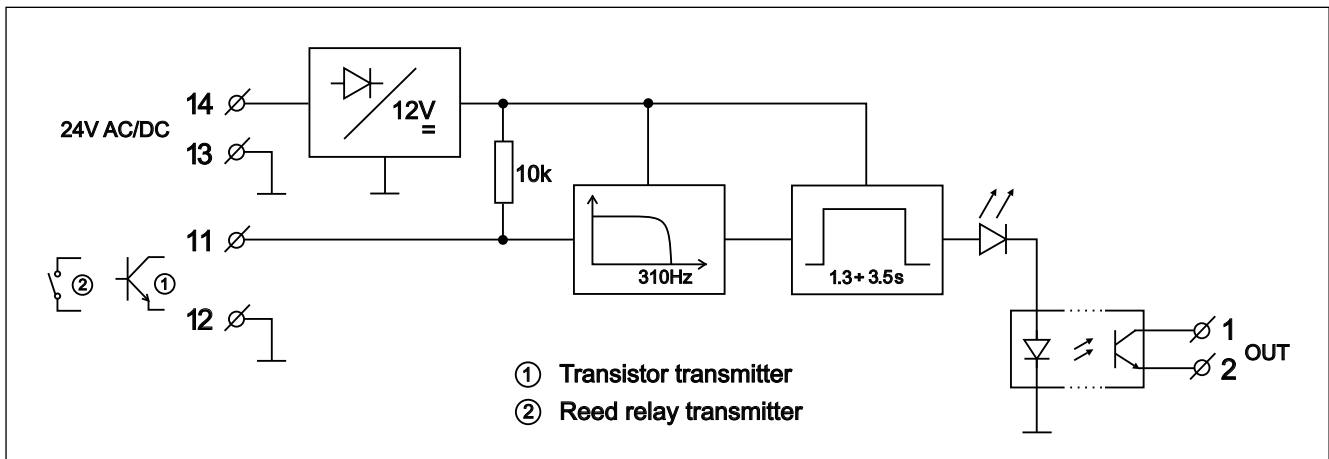 14
24V AC/DC
13
12V
=
10k
11
310Hz
1.3 + 3.5s
2
1
12
1
OUT
2
1 Transistor transmitter
2 Reed relay transmitter